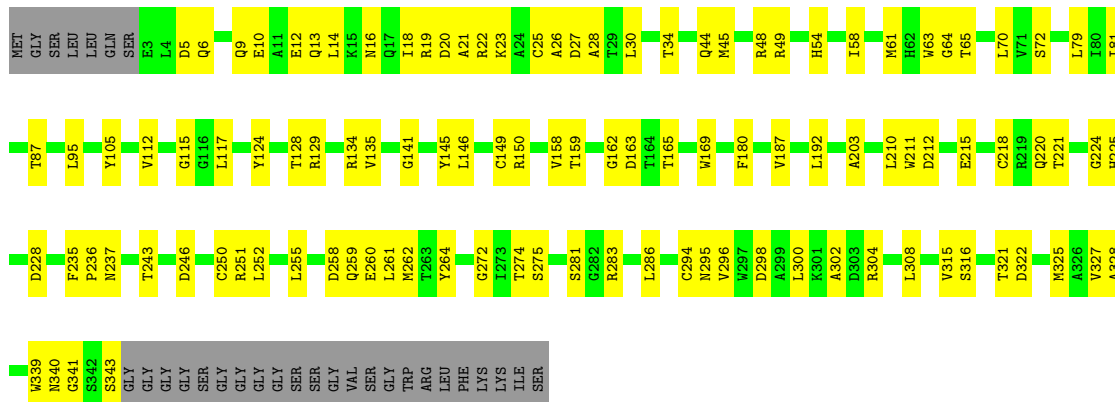 MET GLY SER LEU LEU GLN SER E3 L4 D5 Q6 Q9 E10 A11 E12 Q13 L14 K15 N16 Q17 I18 R19 D20 A21 R22 K23 A24 C25 A26 D27 A28 T29 L30 T34 Q44 M45 R48 R49 H54 I58 M61 H62 W63 G64 T65 L70 V71 S72 L79 I80
T87 L95 Y105 V112 G115 G116 L117 Y124 T128 R129 R134 V135 G141 Y145 L146 C149 R150 V158 T159 G162 D163 T164 T165 W169 F180 V187 L192 A203 L210 W211 D212 E215 C218 R219 Q220 T221 G224
D228 F235 P236 N237 T243 D246 C250 R251 L252 L255 D258 Q259 E260 L261 M262 T263 Y264 G272 I273 T274 S275 S281 G282 R283 L286 C294 N295 V296 W297 D298 A299 L300 K301 A302 D303 R304 L308 V315 S316 T321 D322 M325 A326 V327
W339 N340 G341 S342 S343 GLY GLY GLY GLY SER GLY GLY GLY SER SER GLY VAL SER GLY TRP ARG LEU PHE LYS LYS ILE SER